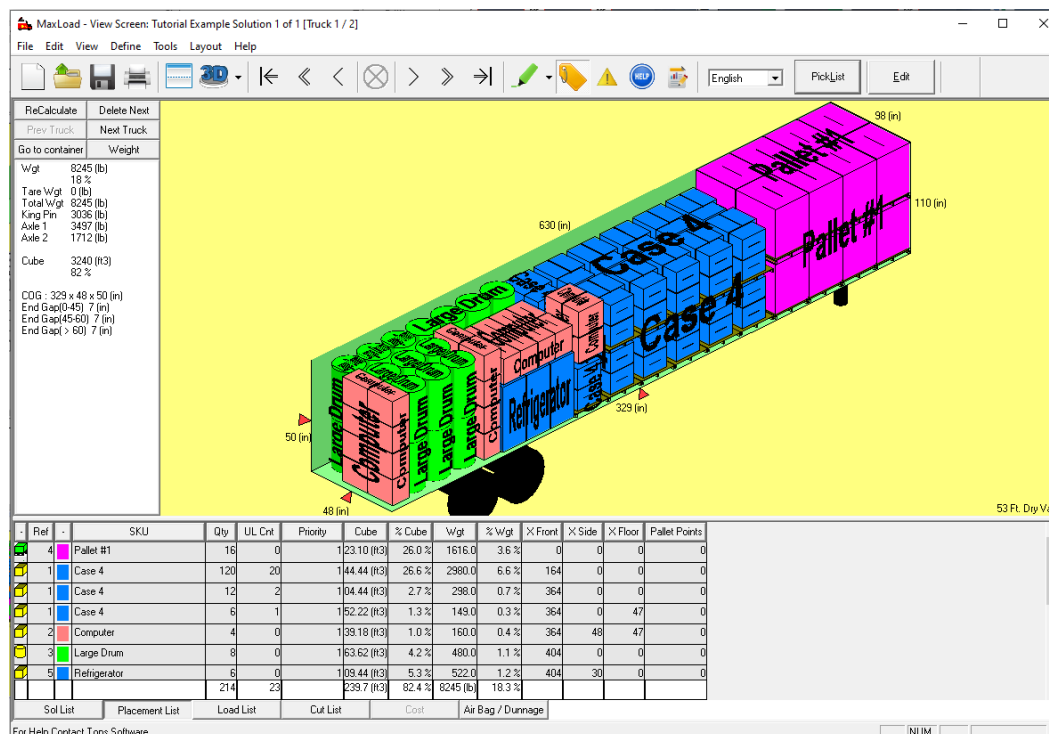 MaxLoad - View Screen: Tutorial Example Solution 1 of 1 [Truck 1 / 2]
File Edit View Define Tools Layout Help
3D HELP English PickList Edit
ReCalculate Delete Next
Prev Truck Next Truck
Go to container Weight
Wgt 8245 (lb)
18 %
Tare Wgt 0 (lb)
Total Wgt 8245 (lb)
King Pin 3036 (lb)
Axle 1 3497 (lb)
Axle 2 1712 (lb)
Cube 3240 (ft3)
82 %
COG : 329 x 48 x 50 (in)
End Gap(0-45) 7 (in)
End Gap(45-60) 7 (in)
End Gap( > 60) 7 (in)
98 (in)
Pallet #1
110 (in)
630 (in)
Pallet #1
Case 4
Case 4
Large Drum
Computer
Computer
Refrigerator
Case 4
Computer
Large Drum
329 (in)
50 (in)
48 (in)
53 Ft. Dry Va
- Ref - SKU Qty UL Cnt Priority Cube % Cube Wgt % Wgt X Front X Side X Floor Pallet Points
4 Pallet #1 16 0 1 23.10 (ft3) 26.0 % 1616.0 3.6 % 0 0 0 0
1 Case 4 120 20 1 44.44 (ft3) 26.6 % 2980.0 6.6 % 164 0 0 0
1 Case 4 12 2 1 04.44 (ft3) 2.7 % 298.0 0.7 % 364 0 0 0
1 Case 4 6 1 1 52.22 (ft3) 1.3 % 149.0 0.3 % 364 0 47 0
2 Computer 4 0 1 39.18 (ft3) 1.0 % 160.0 0.4 % 364 48 47 0
3 Large Drum 8 0 1 63.62 (ft3) 4.2 % 480.0 1.1 % 404 0 0 0
5 Refrigerator 6 0 1 09.44 (ft3) 5.3 % 522.0 1.2 % 404 30 0 0
214 23 239.7 (ft3) 82.4 % 8245 (lb) 18.3 %
Sol List Placement List Load List Cut List Cost Air Bag / Dunnage
For Help Contact Tops Software NUM